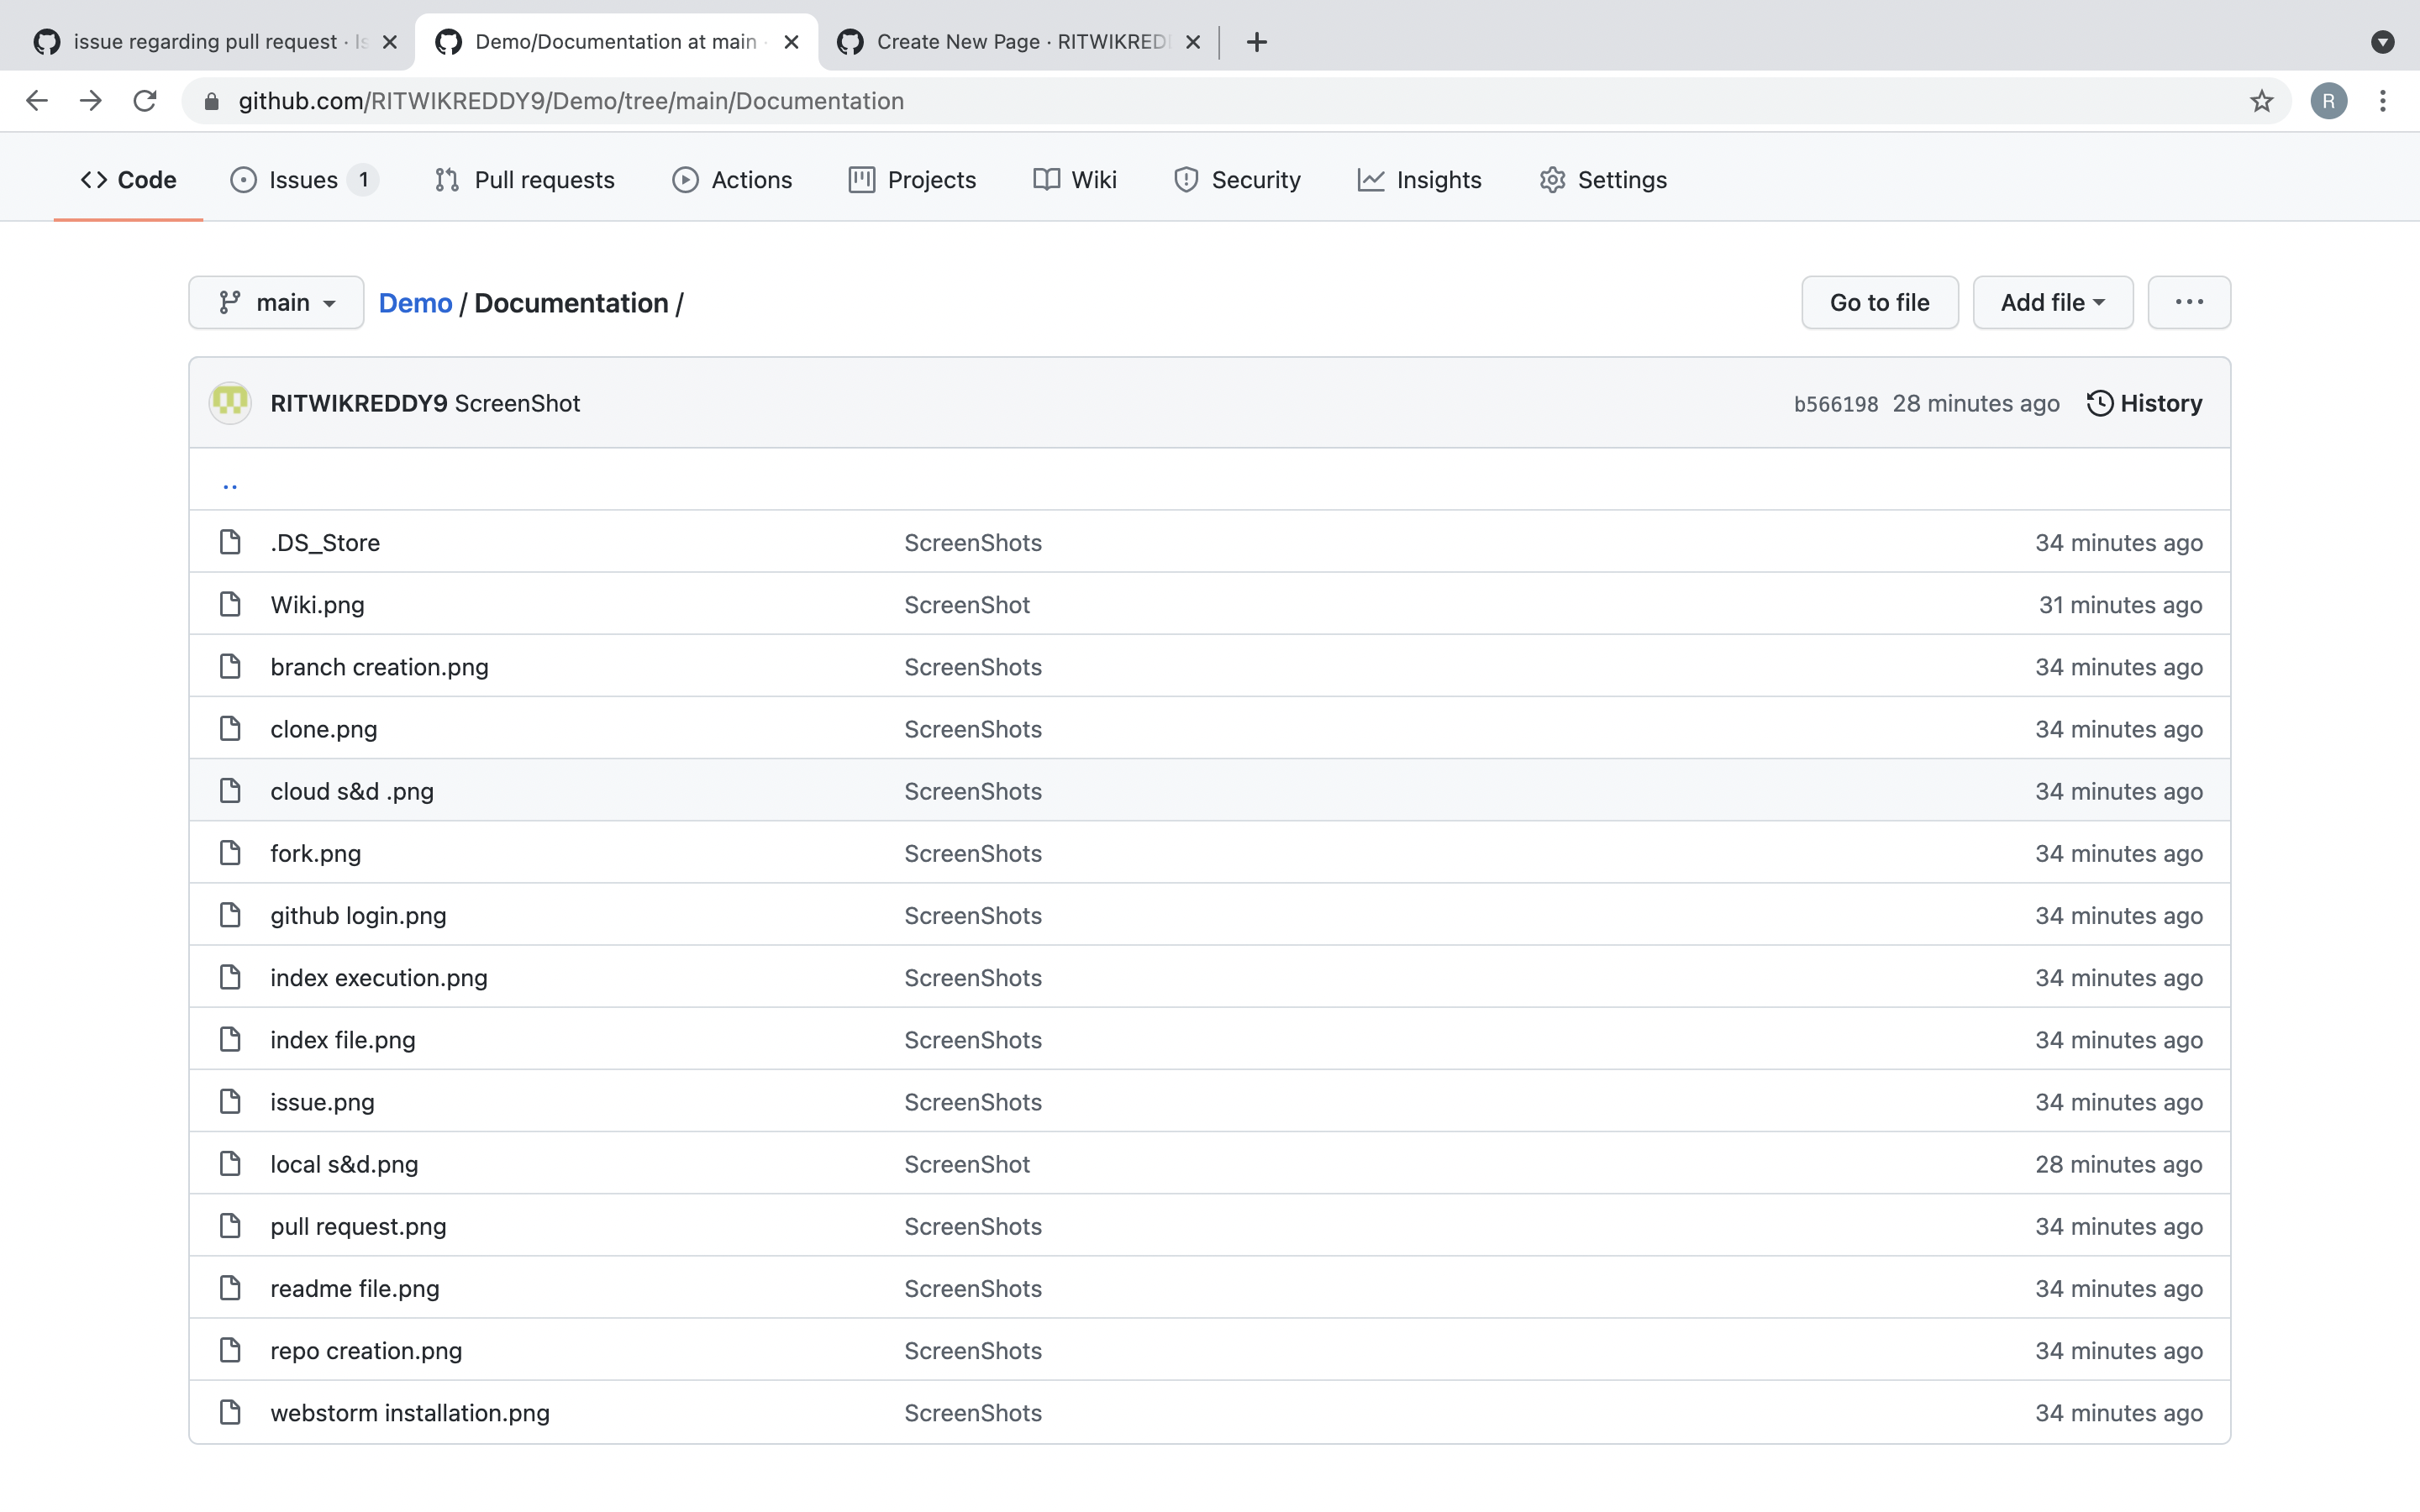 issue regarding pull request · Is
Demo/Documentation at main ·
Create New Page · RITWIKRED
github.com/RITWIKREDDY9/Demo/tree/main/Documentation
R
Code
Issues 1
Pull requests
Actions
Projects
Wiki
Security
Insights
Settings
main
Demo / Documentation /
Go to file
Add file
RITWIKREDDY9 ScreenShot
b566198 28 minutes ago
History
..
.DS_Store ScreenShots 34 minutes ago
Wiki.png ScreenShot 31 minutes ago
branch creation.png ScreenShots 34 minutes ago
clone.png ScreenShots 34 minutes ago
cloud s&d .png ScreenShots 34 minutes ago
fork.png ScreenShots 34 minutes ago
github login.png ScreenShots 34 minutes ago
index execution.png ScreenShots 34 minutes ago
index file.png ScreenShots 34 minutes ago
issue.png ScreenShots 34 minutes ago
local s&d.png ScreenShot 28 minutes ago
pull request.png ScreenShots 34 minutes ago
readme file.png ScreenShots 34 minutes ago
repo creation.png ScreenShots 34 minutes ago
webstorm installation.png ScreenShots 34 minutes ago